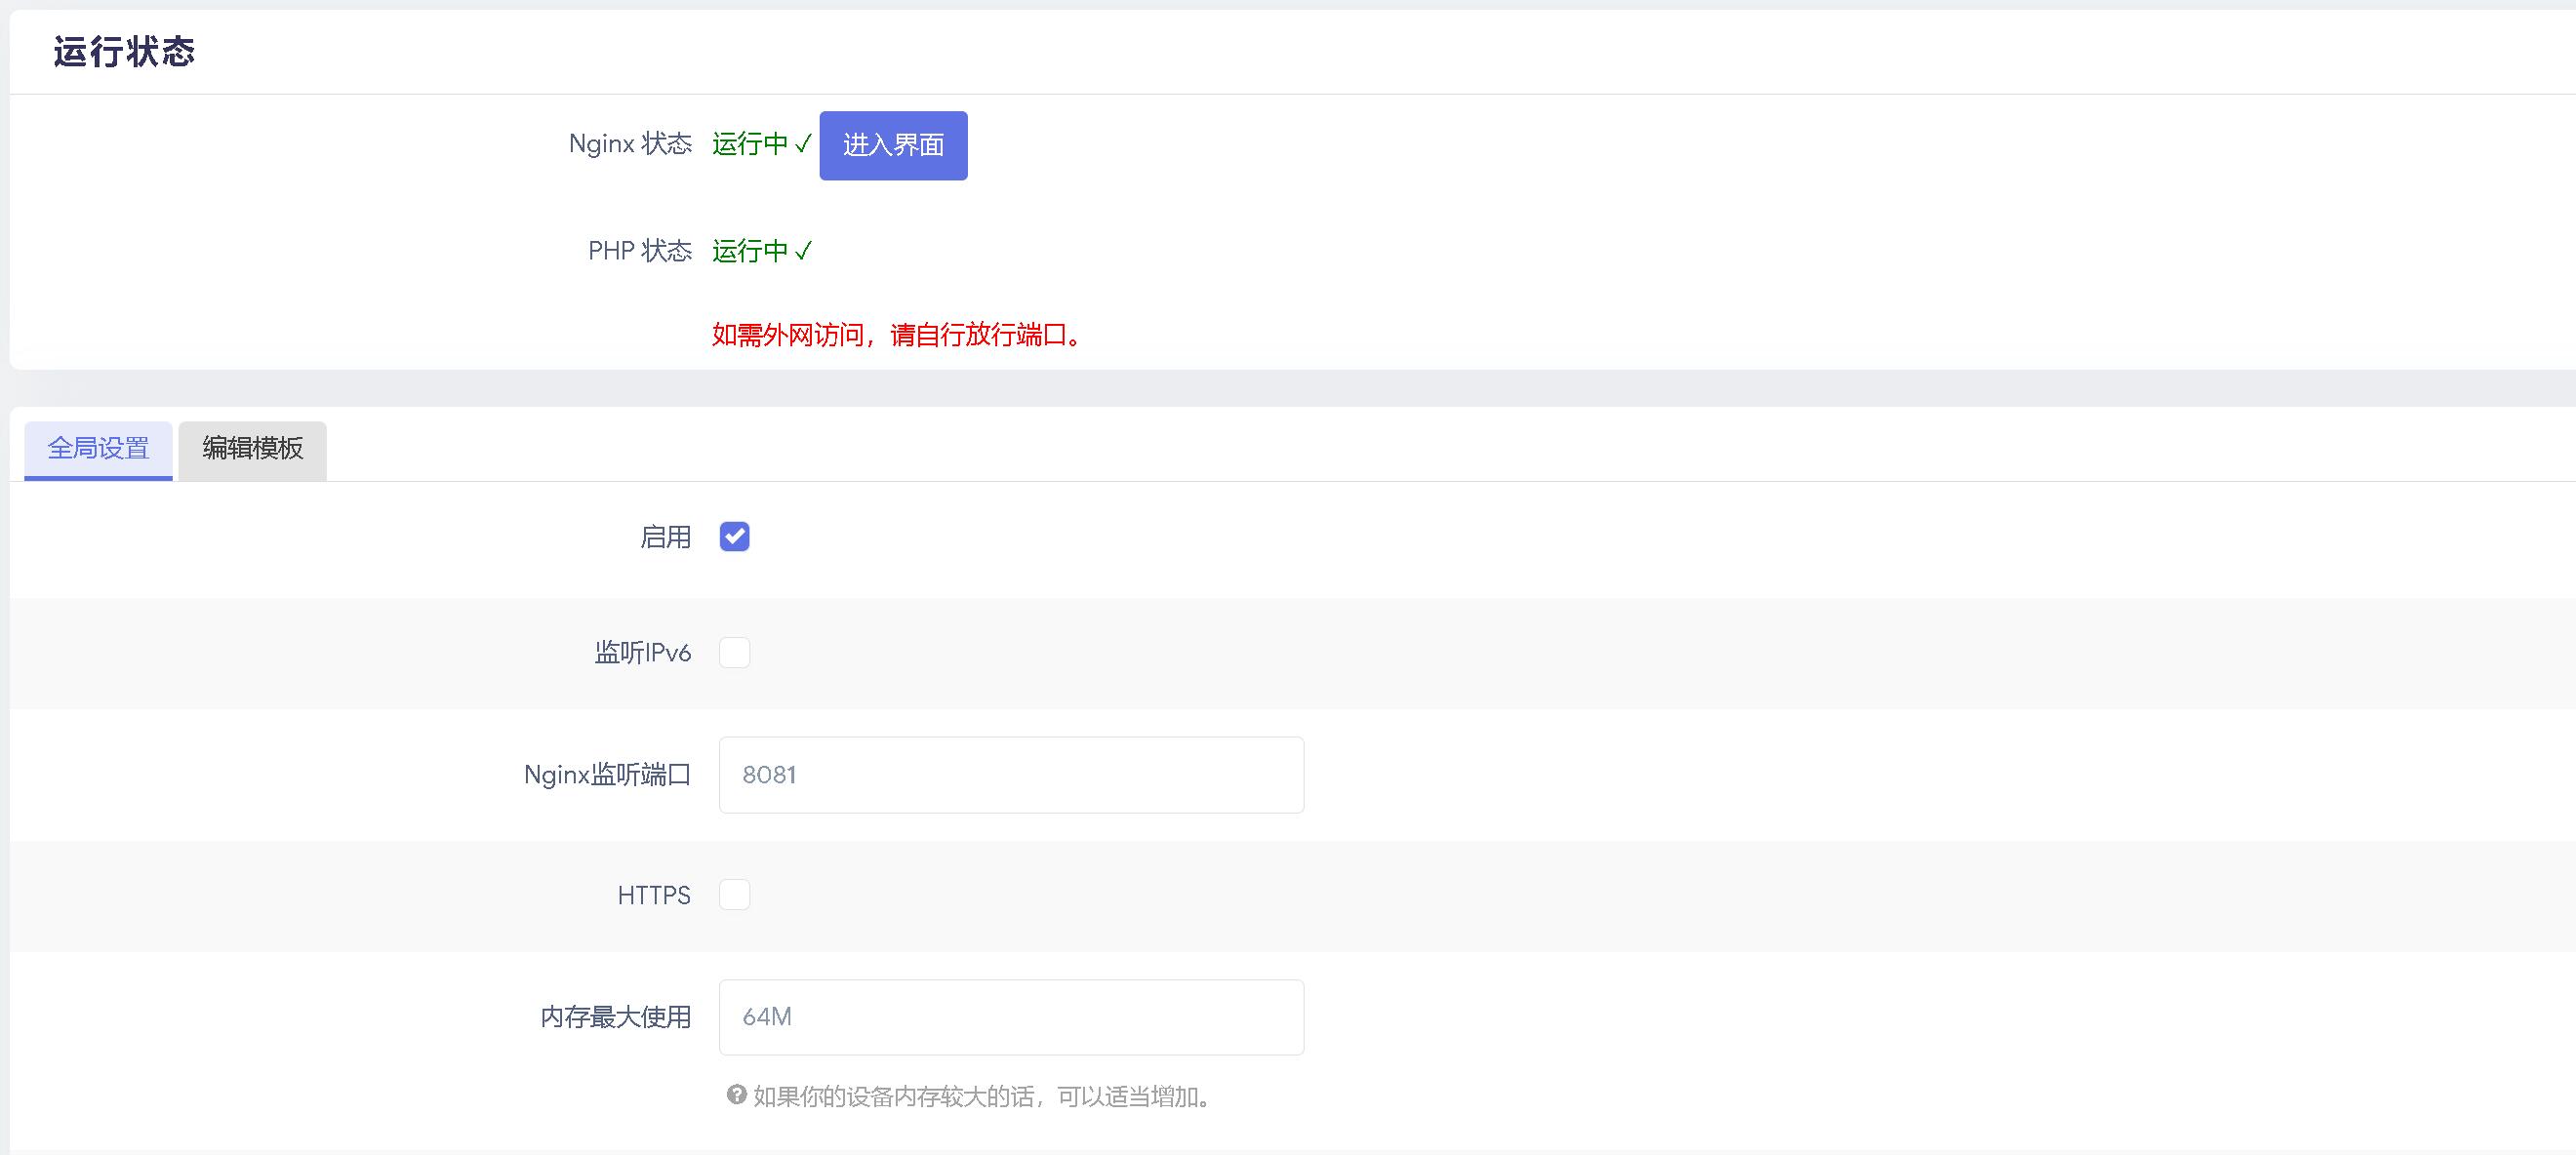 运行状态
Nginx 状态 运行中 ✓ 进入界面
PHP 状态 运行中 ✓
如需外网访问，请自行放行端口。
全局设置 编辑模板
启用
监听IPv6
Nginx监听端口 8081
HTTPS
内存最大使用 64M
如果你的设备内存较大的话，可以适当增加。